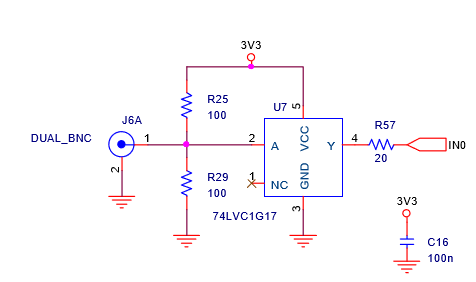 3V3
R25
100
U7
5
J6A
DUAL_BNC
1
2
A
VCC
Y
4
R57
20
IN0
2
R29
100
1
NC
GND
3
74LVC1G17
3V3
C16
100n